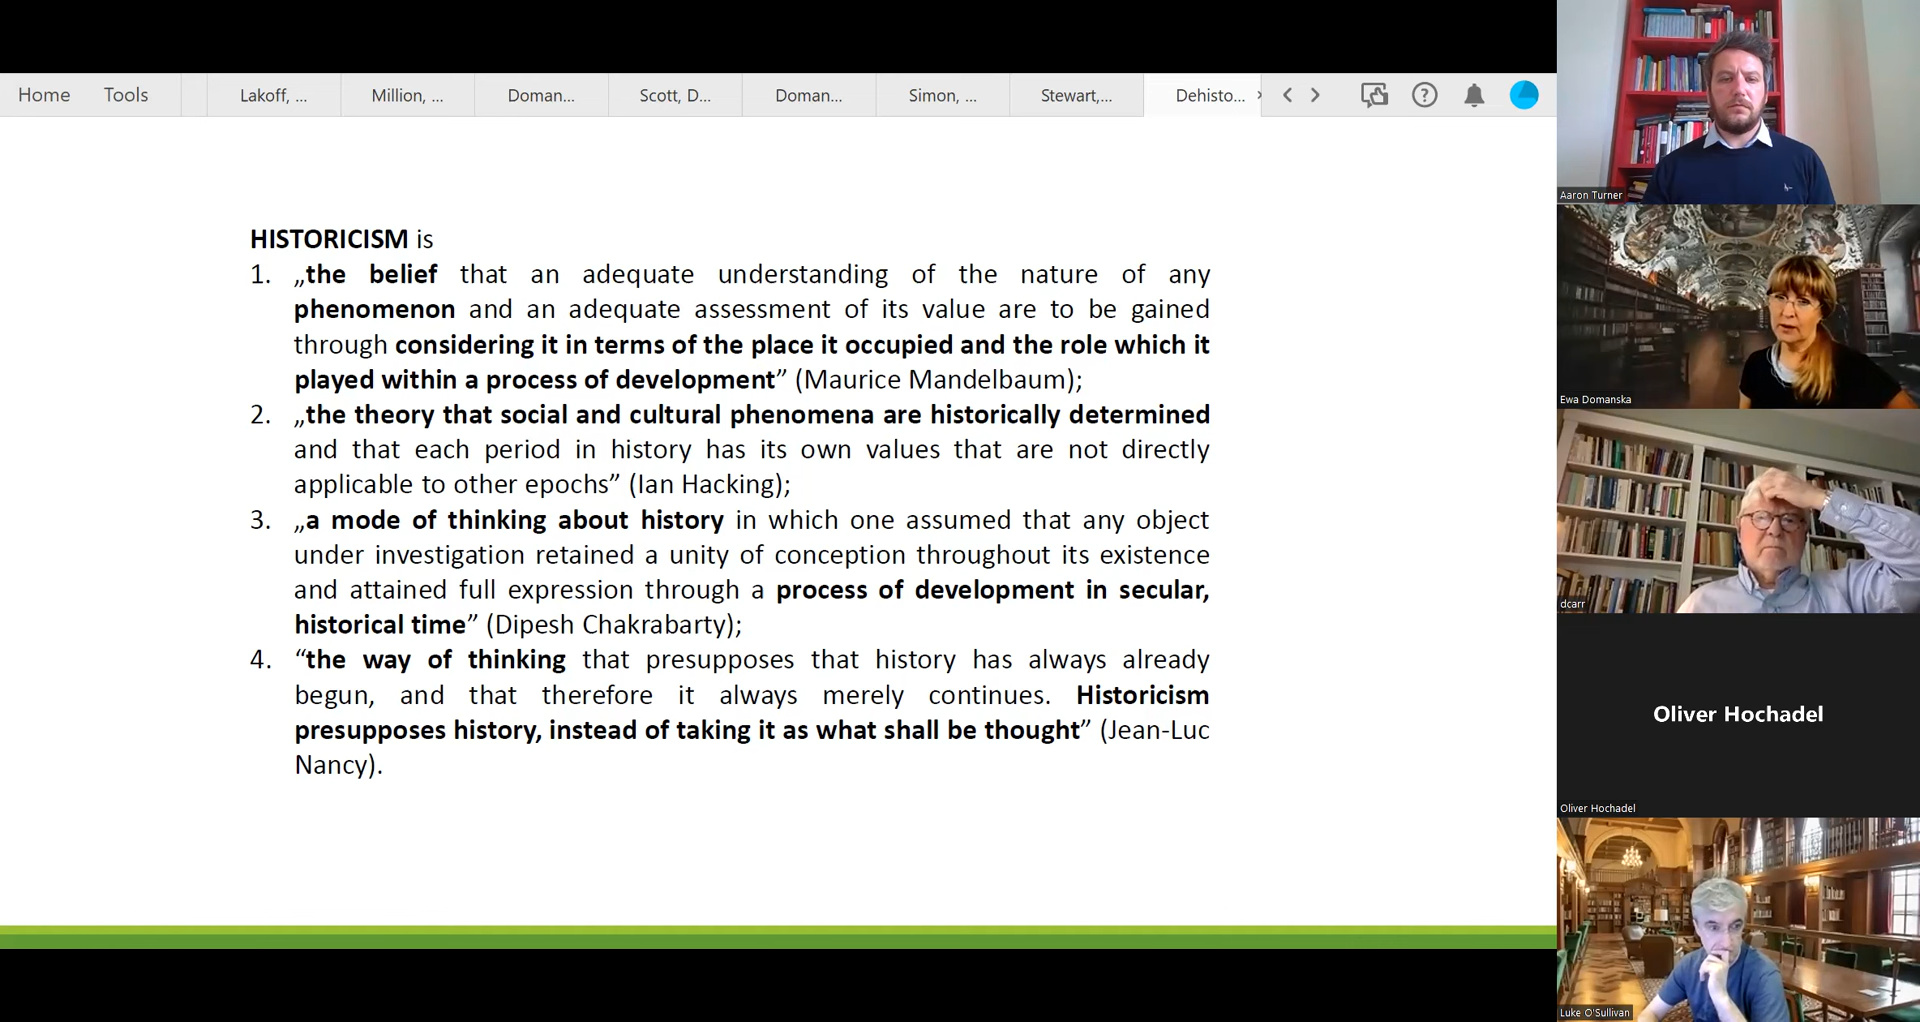 Home Tools Lakoff, ... Million, ... Doman... Scott, D... Doman... Simon, ... Stewart,... Dehisto...
HISTORICISM is
1. „the belief that an adequate understanding of the nature of any
phenomenon and an adequate assessment of its value are to be gained
through considering it in terms of the place it occupied and the role which it
played within a process of development” (Maurice Mandelbaum);
2. „the theory that social and cultural phenomena are historically determined
and that each period in history has its own values that are not directly
applicable to other epochs” (Ian Hacking);
3. „a mode of thinking about history in which one assumed that any object
under investigation retained a unity of conception throughout its existence
and attained full expression through a process of development in secular,
historical time” (Dipesh Chakrabarty);
4. “the way of thinking that presupposes that history has always already
begun, and that therefore it always merely continues. Historicism
presupposes history, instead of taking it as what shall be thought” (Jean-Luc
Nancy).
Aaron Turner
Ewa Domanska
dcarr
Oliver Hochadel
Oliver Hochadel
Luke O'Sullivan